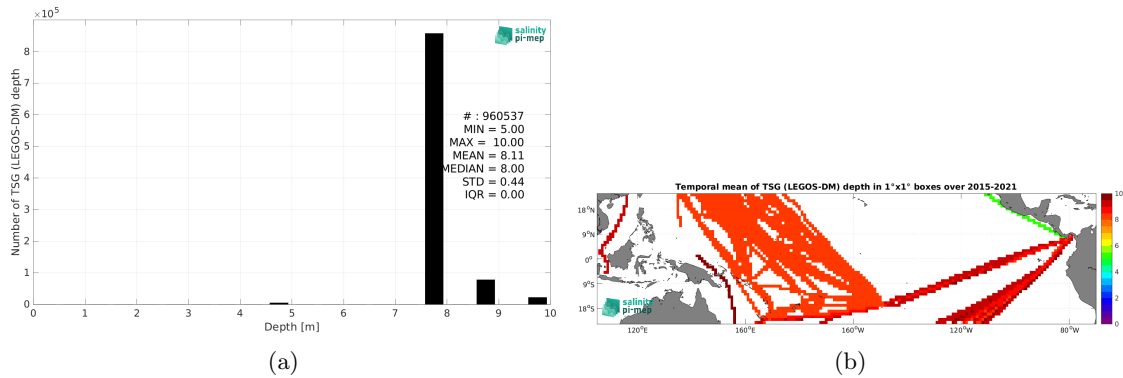 ×10⁵
8
7
6
5
4
3
2
1
0
Number of TSG (LEGOS-DM) depth
salinity
pi-mep
# : 960537
MIN = 5.00
MAX = 10.00
MEAN = 8.11
MEDIAN = 8.00
STD = 0.44
IQR = 0.00
0 1 2 3 4 5 6 7 8 9 10
Depth [m]
(a)
Temporal mean of TSG (LEGOS-DM) depth in 1°x1° boxes over 2015-2021
18°N
9°N
0°
9°S
18°S
salinity
pi-mep
120°E 160°E 160°W 120°W 80°W
10
8
6
4
2
0
(b)